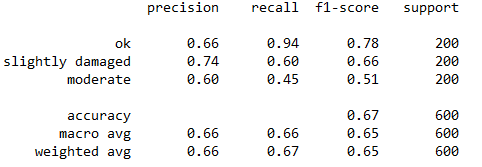 precision recall f1-score support
ok 0.66 0.94 0.78 200
slightly damaged 0.74 0.60 0.66 200
moderate 0.60 0.45 0.51 200
accuracy 0.67 600
macro avg 0.66 0.66 0.65 600
weighted avg 0.66 0.67 0.65 600